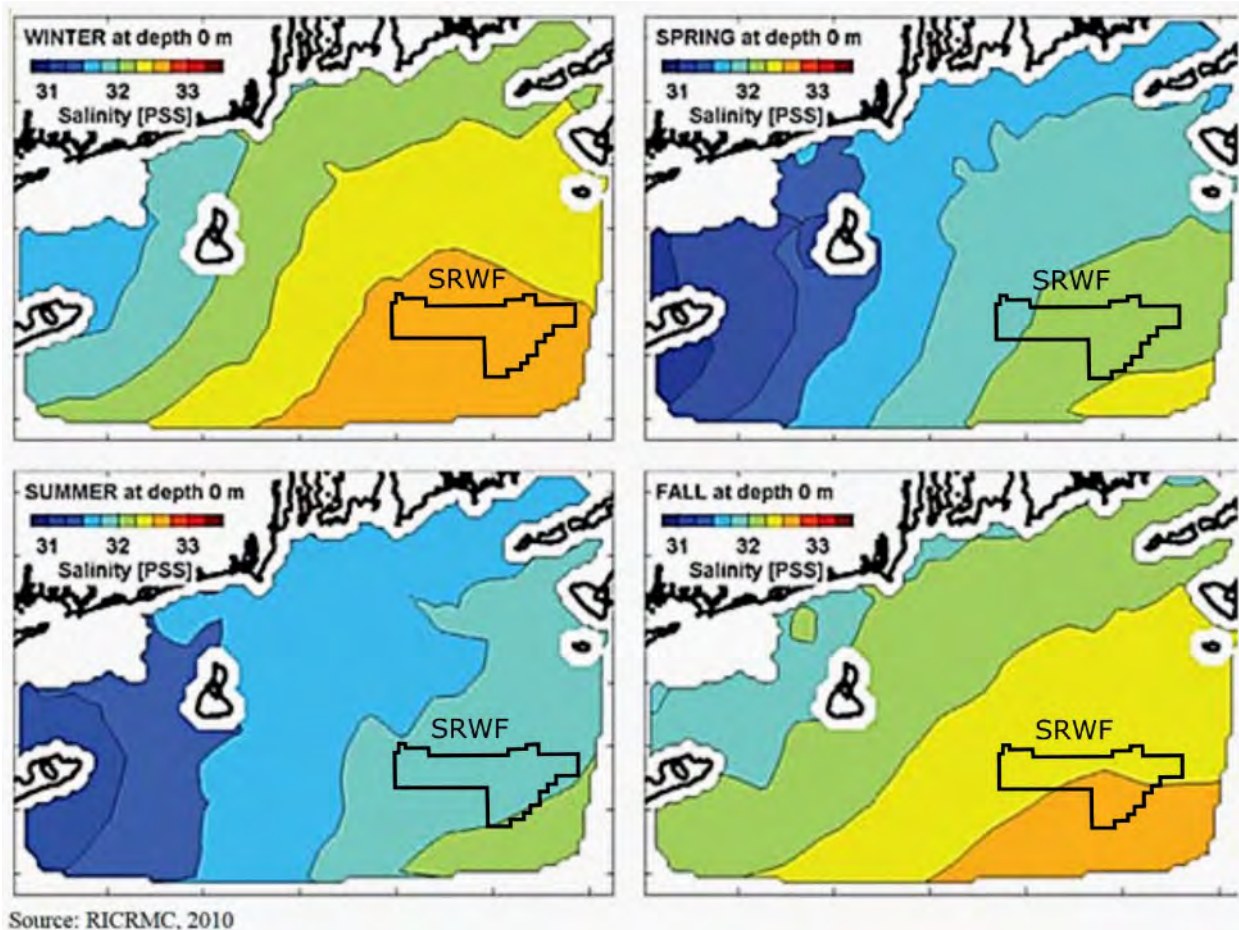 WINTER at depth 0 m
31 32 33
Salinity [PSS]
SRWF
SPRING at depth 0 m
31 32 33
Salinity [PSS]
SRWF
SUMMER at depth 0 m
31 32 33
Salinity [PSS]
SRWF
FALL at depth 0 m
31 32 33
Salinity [PSS]
SRWF
Source: RICRMC, 2010